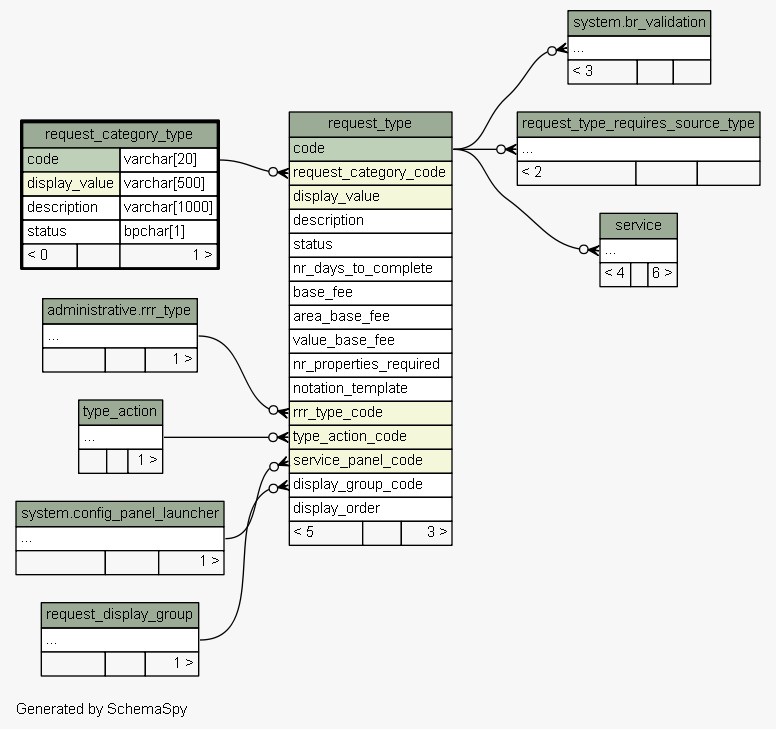 system.br_validation
...
< 3
request_category_type
code varchar[20]
display_value varchar[500]
description varchar[1000]
status bpchar[1]
< 0 1 >
request_type
code
request_category_code
display_value
description
status
nr_days_to_complete
base_fee
area_base_fee
value_base_fee
nr_properties_required
notation_template
rrr_type_code
type_action_code
service_panel_code
display_group_code
display_order
< 5 3 >
request_type_requires_source_type
...
< 2
service
...
< 4 6 >
administrative.rrr_type
...
1 >
type_action
...
1 >
system.config_panel_launcher
...
1 >
request_display_group
...
1 >
Generated by SchemaSpy